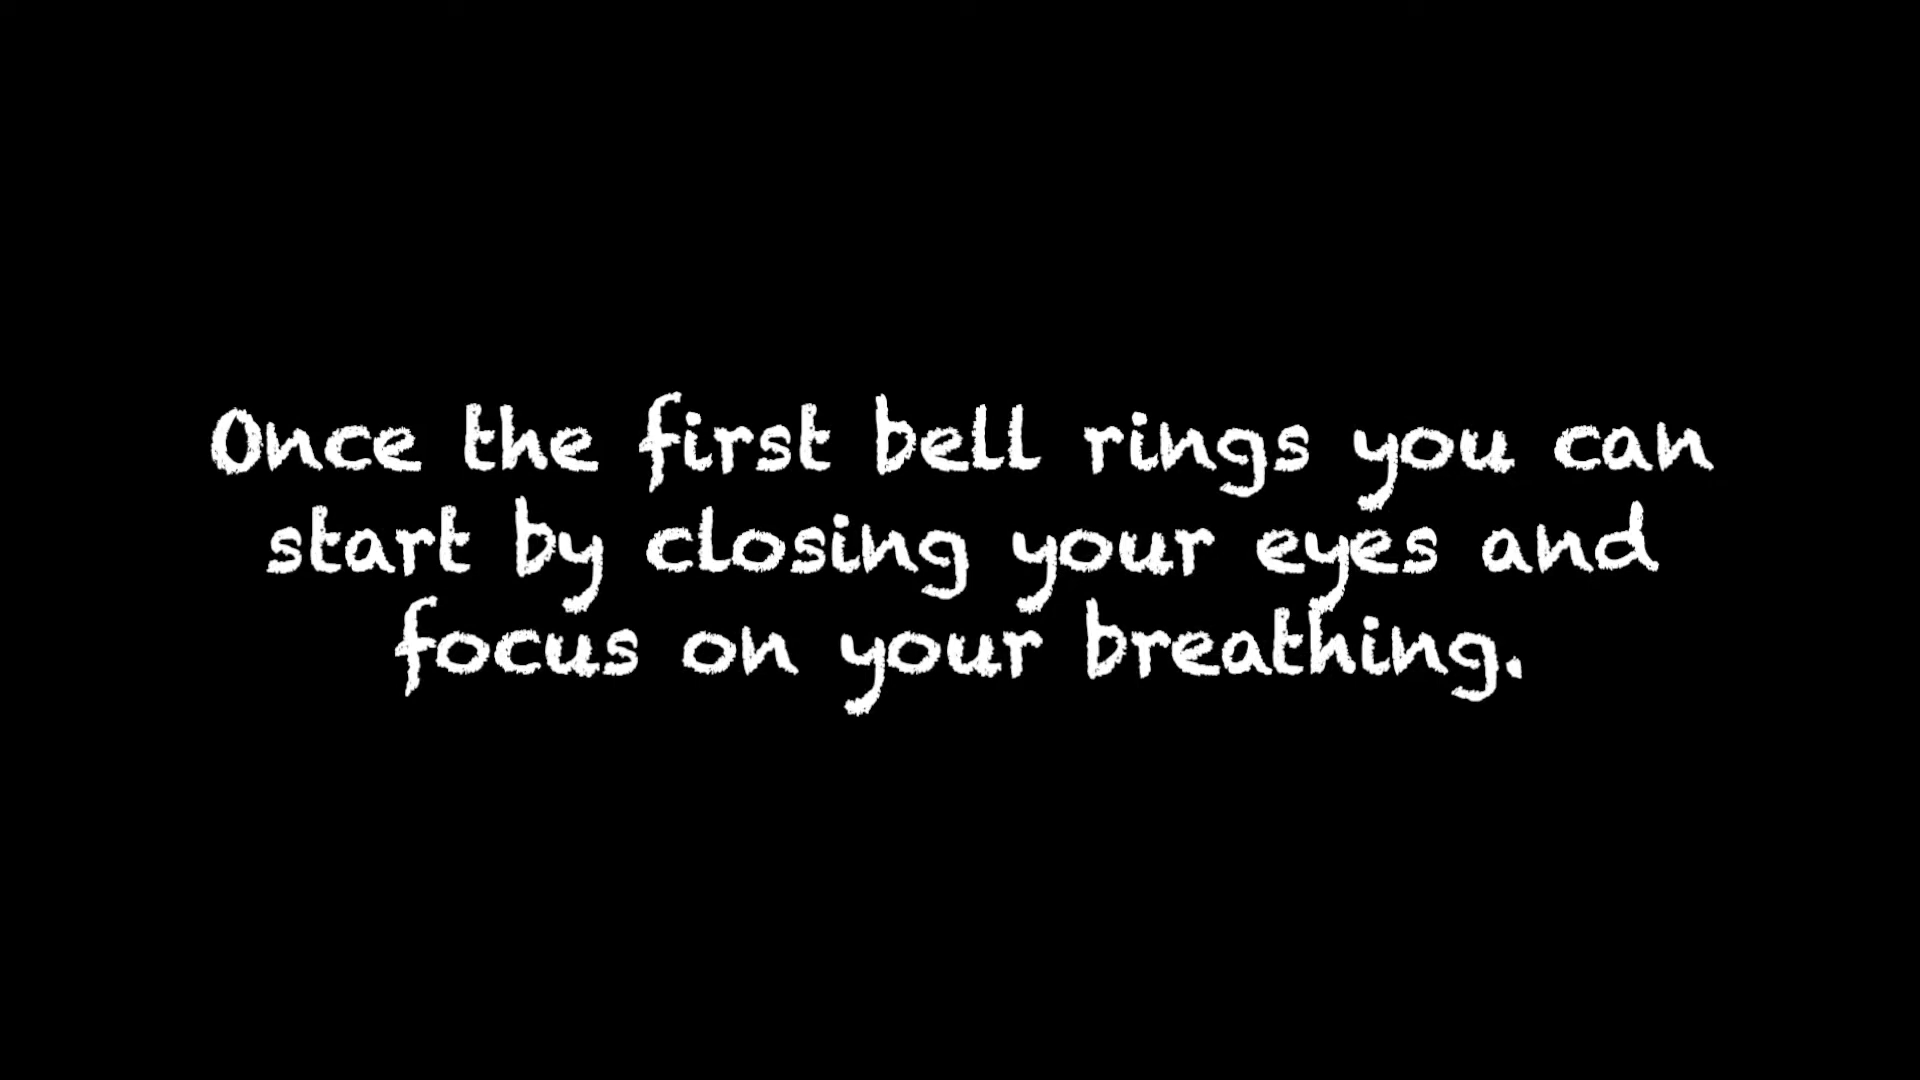 Once the first bell rings you can
start by closing your eyes and
focus on your breathing.